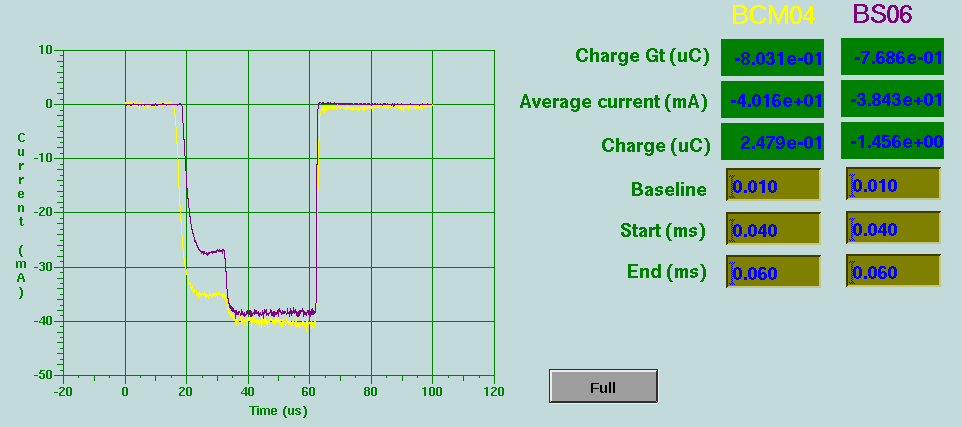 BCM04 BS06
Charge Gt (uC) -8.031e-01 -7.686e-01
Average current (mA) -4.016e+01 -3.843e+01
Charge (uC) 2.479e-01 -1.456e+00
Baseline 0.010 0.010
Start (ms) 0.040 0.040
End (ms) 0.060 0.060
Full
Current (mA)
10
0
-10
-20
-30
-40
-50
-20 0 20 40 60 80 100 120
Time (us)